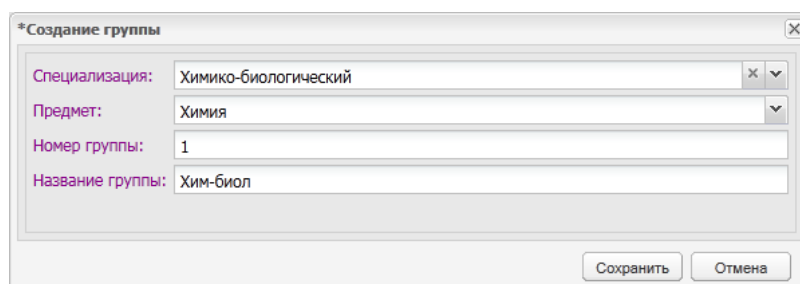 *Создание группы
Специализация: Химико-биологический
Предмет: Химия
Номер группы: 1
Название группы: Хим-биол
Сохранить Отмена